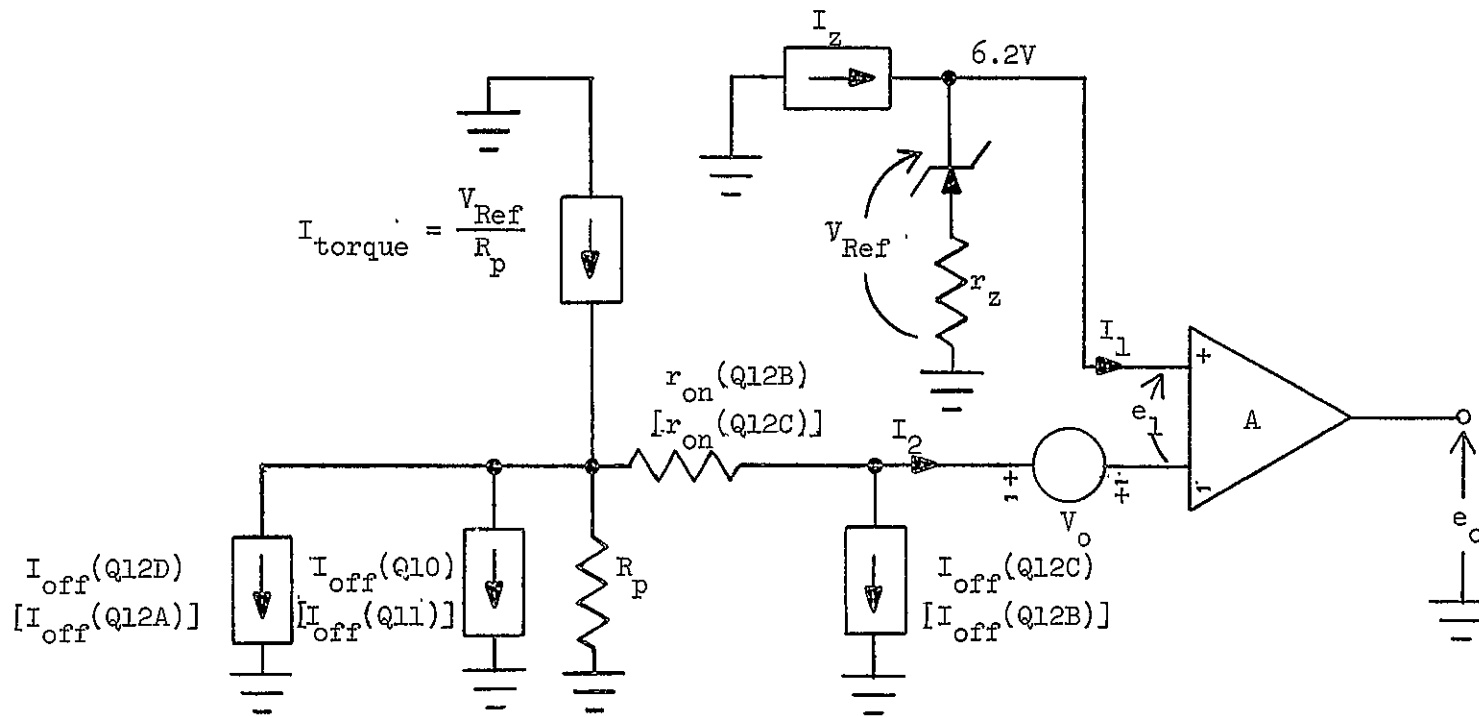 I_z
6.2V
I_torque = V_Ref / R_p
V_Ref
r_z
I_1
+
e_1
A
-
r_on(Q12B)
[r_on(Q12C)]
I_2
±
∓
V_o
e_o
I_off(Q12D)
[I_off(Q12A)]
I_off(Q10)
[I_off(Q11)]
R_p
I_off(Q12C)
[I_off(Q12B)]